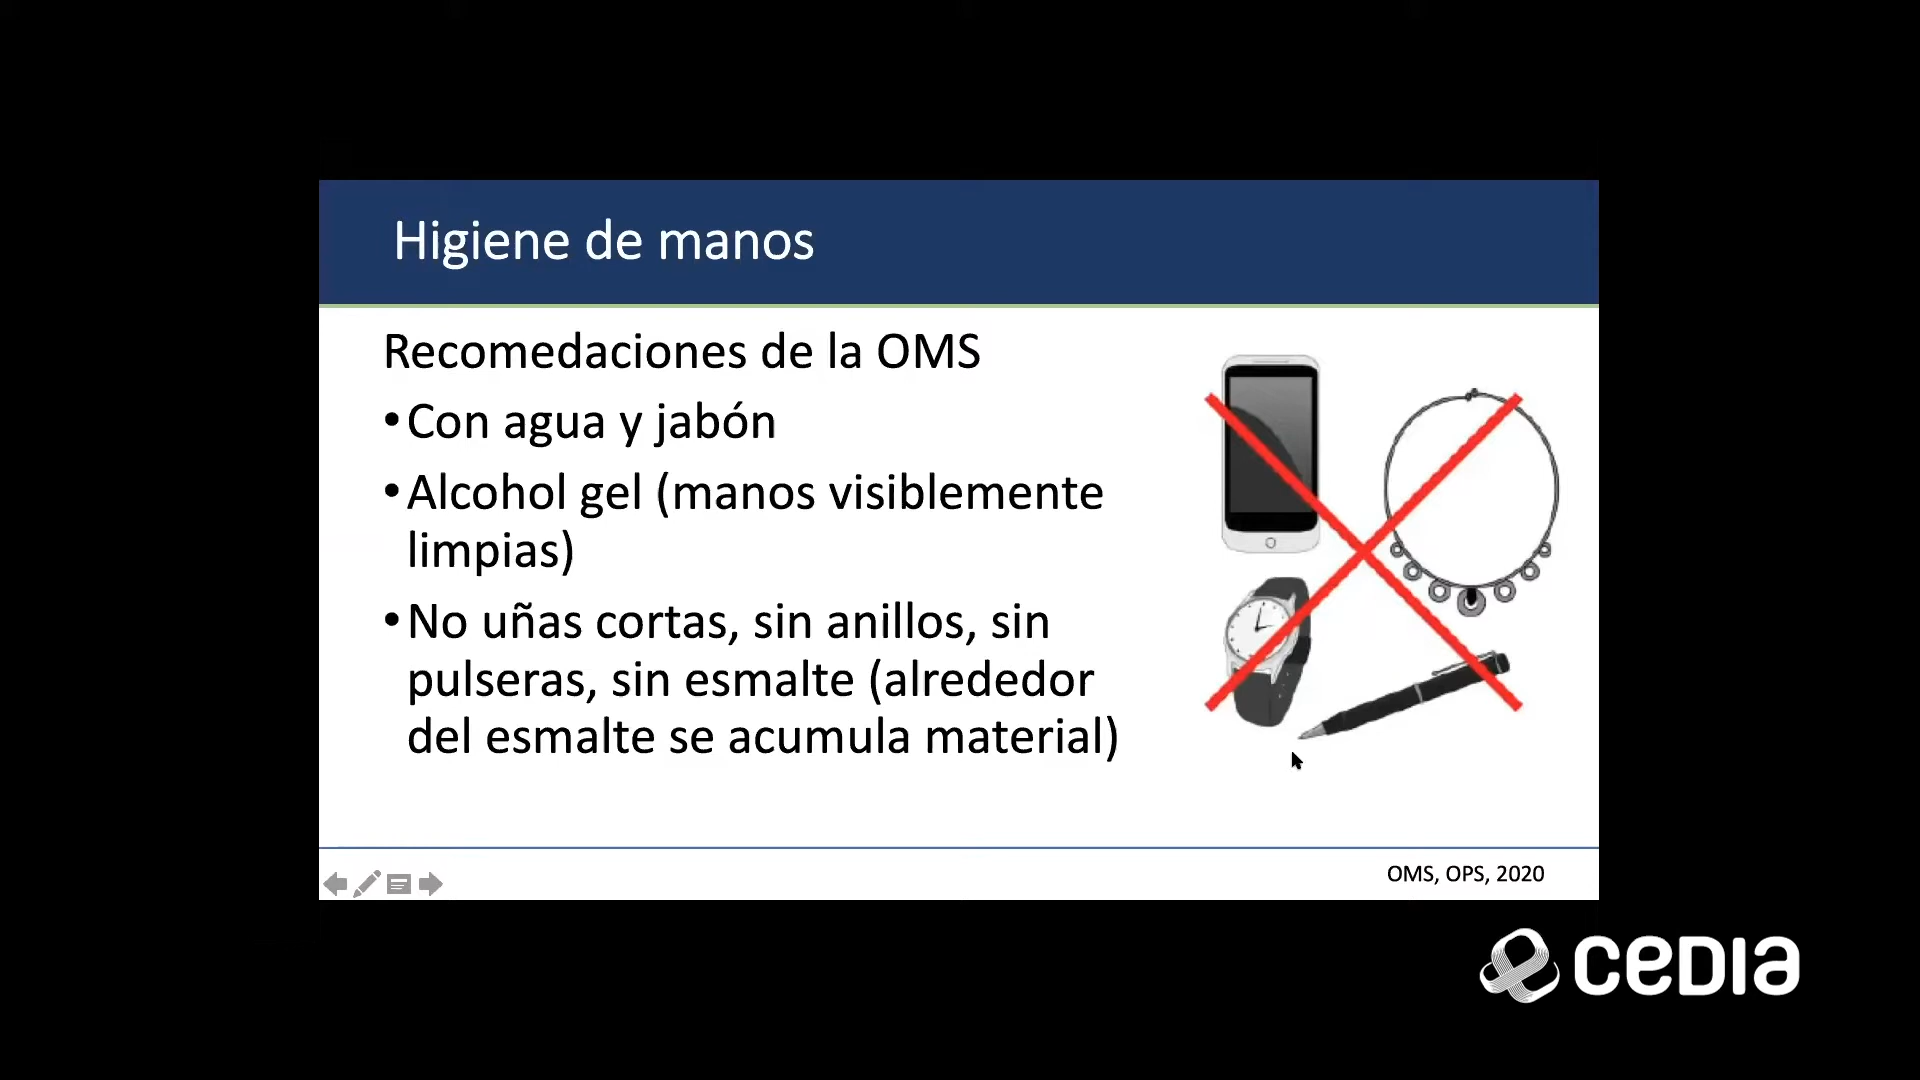 Higiene de manos
Recomedaciones de la OMS
•Con agua y jabón
•Alcohol gel (manos visiblemente
limpias)
•No uñas cortas, sin anillos, sin
pulseras, sin esmalte (alrededor
del esmalte se acumula material)
OMS, OPS, 2020
CEDIA